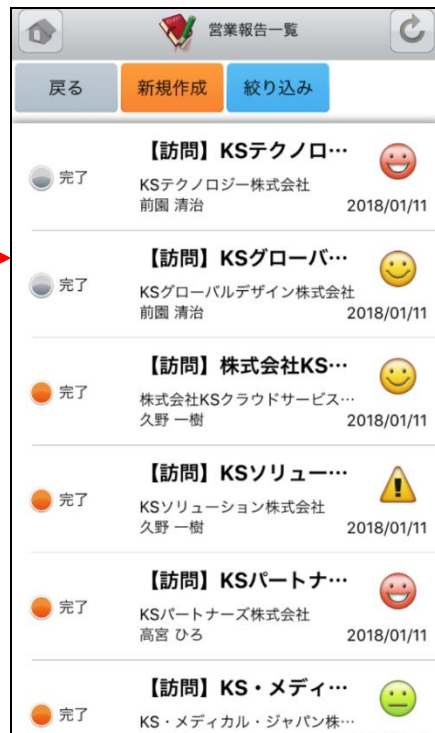 営業報告一覧
戻る
新規作成
絞り込み
【訪問】KSテクノロ…
完了
KSテクノロジー株式会社
前園 清治
2018/01/11
【訪問】KSグローバ…
完了
KSグローバルデザイン株式会社
前園 清治
2018/01/11
【訪問】株式会社KS…
完了
株式会社KSクラウドサービス…
久野 一樹
2018/01/11
【訪問】KSソリュー…
完了
KSソリューション株式会社
久野 一樹
2018/01/11
【訪問】KSパートナ…
完了
KSパートナーズ株式会社
高宮 ひろ
2018/01/11
【訪問】KS・メディ…
完了
KS・メディカル・ジャパン株…